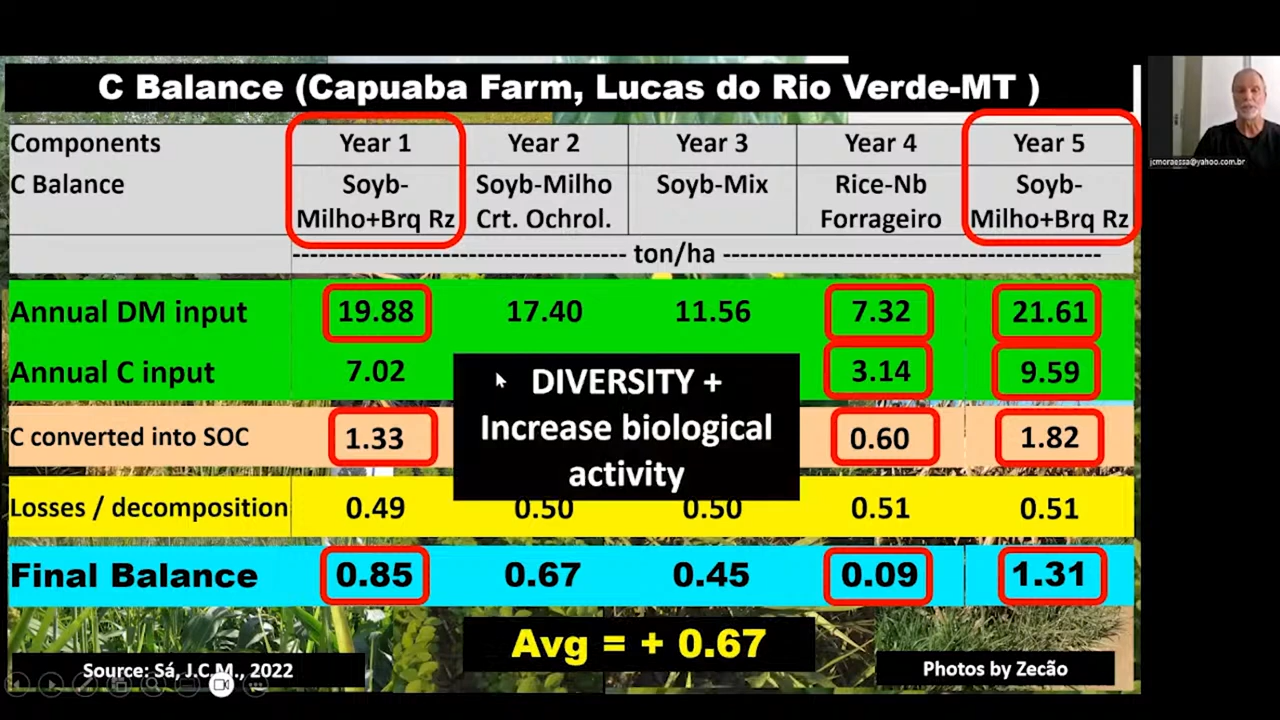 C Balance (Capuaba Farm, Lucas do Rio Verde-MT )
jcmoraessa@yahoo.com.br
Components Year 1 Year 2 Year 3 Year 4 Year 5
C Balance Soyb- Soyb-Milho Soyb-Mix Rice-Nb Soyb-
Milho+Brq Rz Crt. Ochrol. Forrageiro Milho+Brq Rz
---------------------------------------- ton/ha ---------------------------------------------
Annual DM input 19.88 17.40 11.56 7.32 21.61
Annual C input 7.02 3.14 9.59
DIVERSITY +
Increase biological
activity
C converted into SOC 1.33 0.60 1.82
Losses / decomposition 0.49 0.50 0.50 0.51 0.51
Final Balance 0.85 0.67 0.45 0.09 1.31
Avg = + 0.67
Source: Sá, J.C.M., 2022
Photos by Zecão